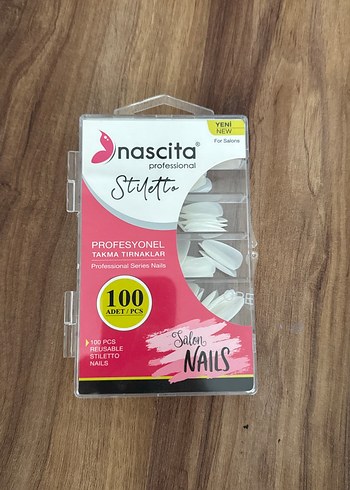 YENİ
NEW
For Salons
nascita®
professional
Stiletto
PROFESYONEL
TAKMA TIRNAKLAR
Professional Series Nails
100
ADET / PCS
100 PCS
REUSABLE
STILETTO
NAILS
Salon
NAILS